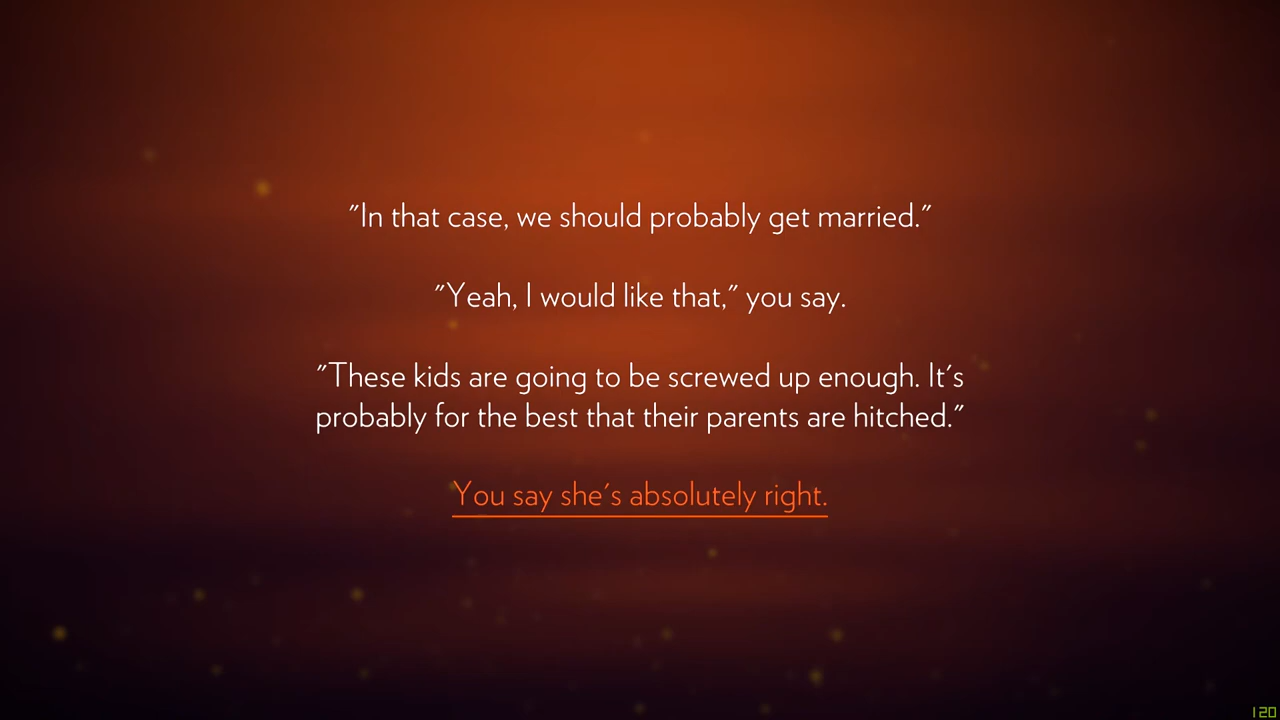 "In that case, we should probably get married."
"Yeah, I would like that," you say.
"These kids are going to be screwed up enough. It's
probably for the best that their parents are hitched."
You say she's absolutely right.
120